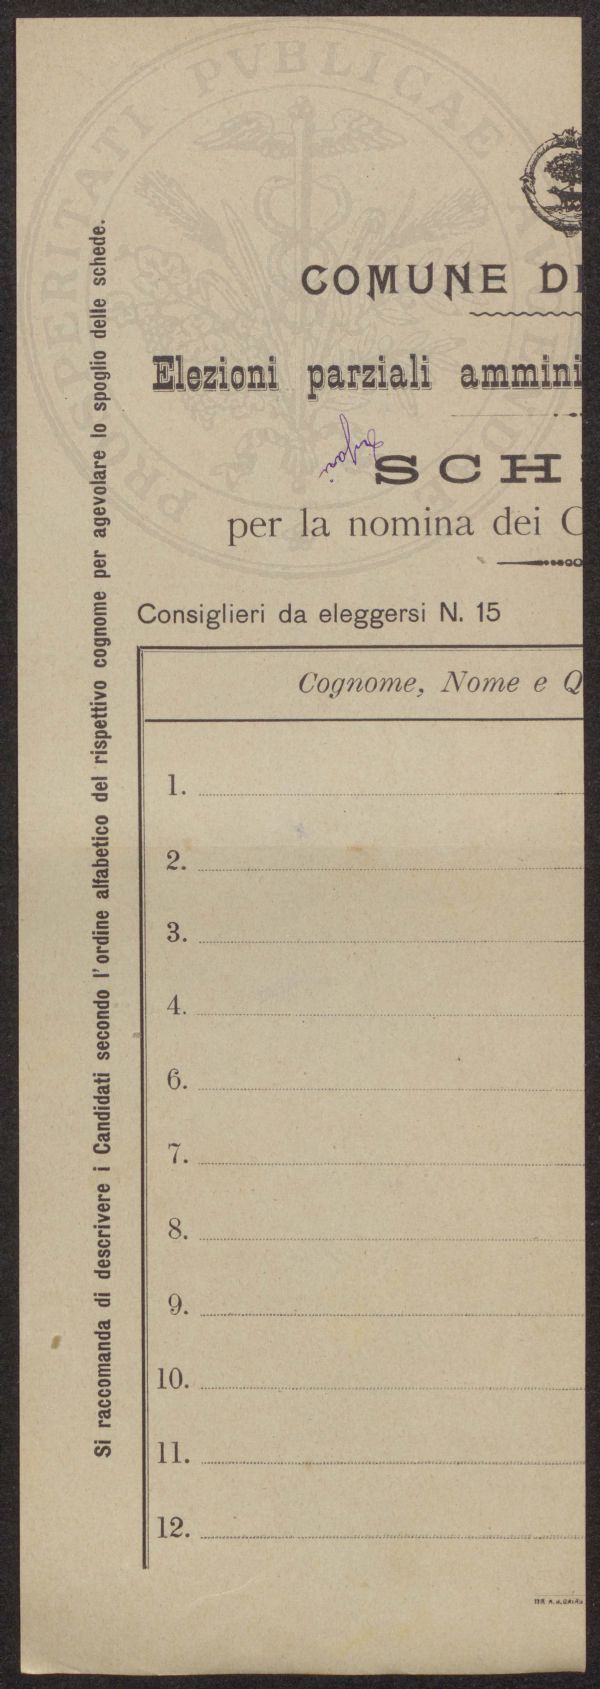 PROSPERITATI PVBLICAE
COMUNE DI
Elezioni parziali ammini
SCH
per la nomina dei C
Consiglieri da eleggersi N. 15
Cognome, Nome e Q
1.
2.
3.
4.
6.
7.
8.
9.
10.
11.
12.
Si raccomanda di descrivere i Candidati secondo l'ordine alfabetico del rispettivo cognome per agevolare lo spoglio delle schede.